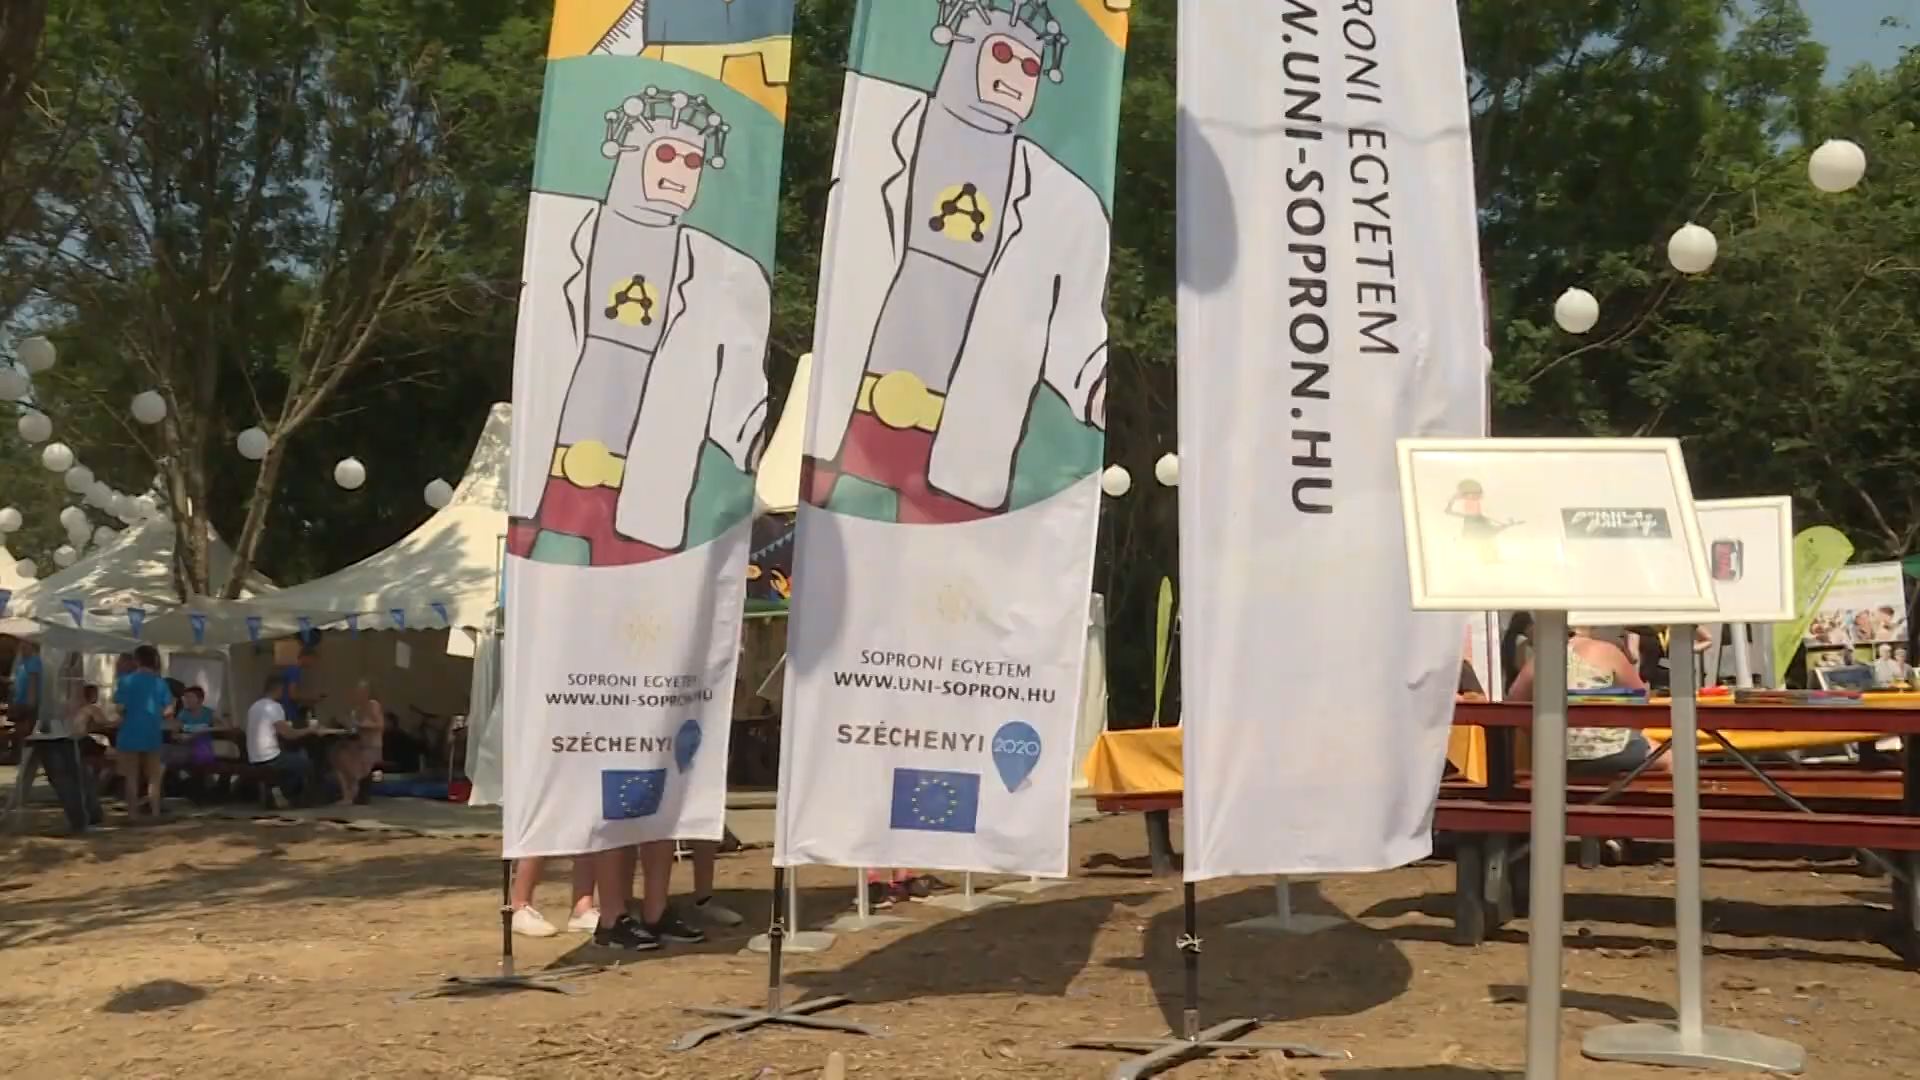 SOPRONI EGYETEM
WWW.UNI-SOPRON.HU
SZÉCHENYI
SOPRONI EGYETEM
WWW.UNI-SOPRON.HU
SZÉCHENYI 2020
RONI EGYETEM
W.UNI-SOPRON.HU